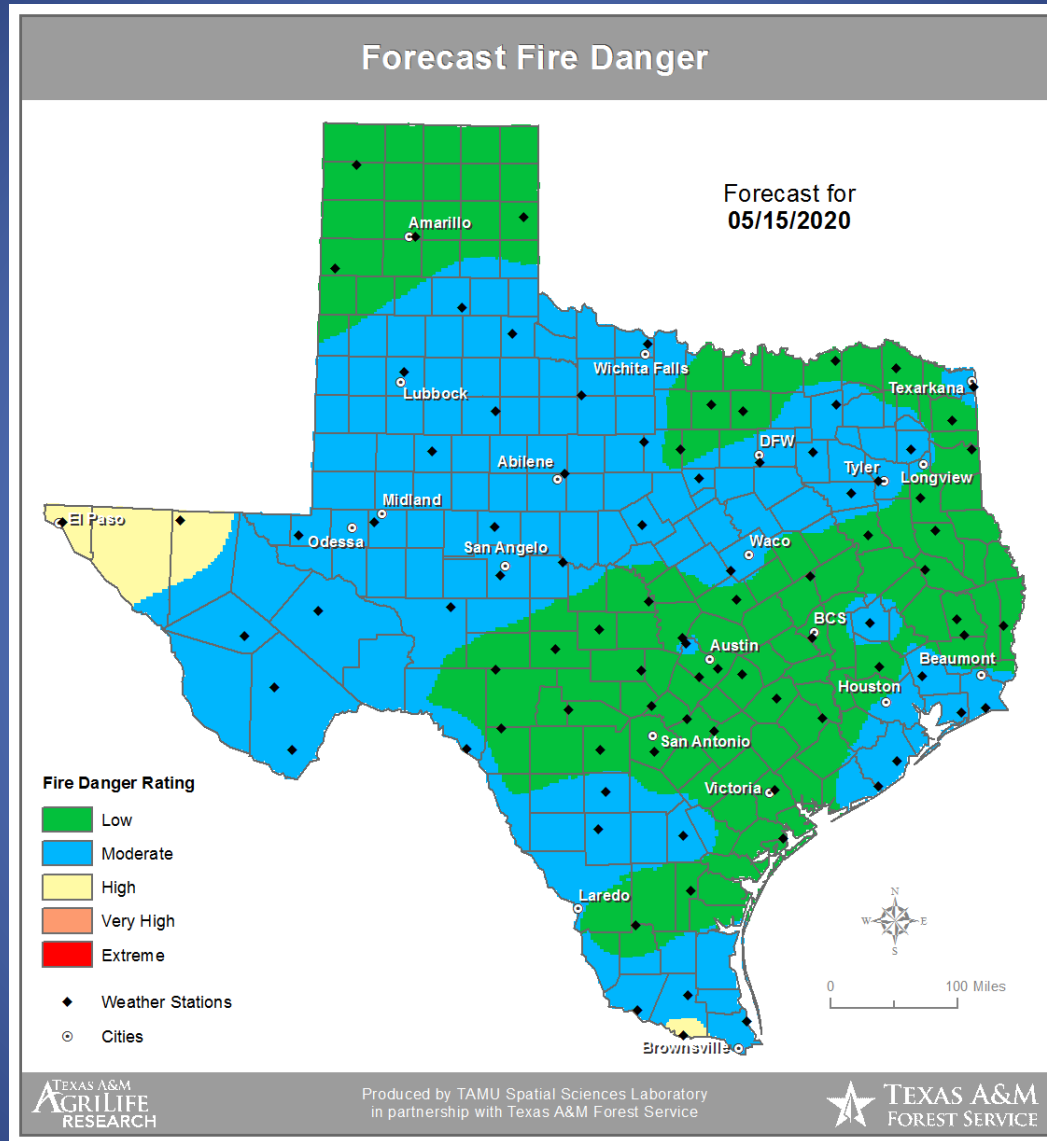 Forecast Fire Danger
Forecast for
05/15/2020
Amarillo
Wichita Falls
Texarkana
Lubbock
DFW
Abilene
Tyler
Longview
Midland
El Paso
Odessa
San Angelo
Waco
BCS
Austin
Beaumont
Houston
San Antonio
Victoria
Laredo
Brownsville
Fire Danger Rating
Low
Moderate
High
Very High
Extreme
Weather Stations
Cities
N
W
E
S
0
100 Miles
TEXAS A&M
AGRILIFE
RESEARCH
Produced by TAMU Spatial Sciences Laboratory
in partnership with Texas A&M Forest Service
TEXAS A&M
FOREST SERVICE